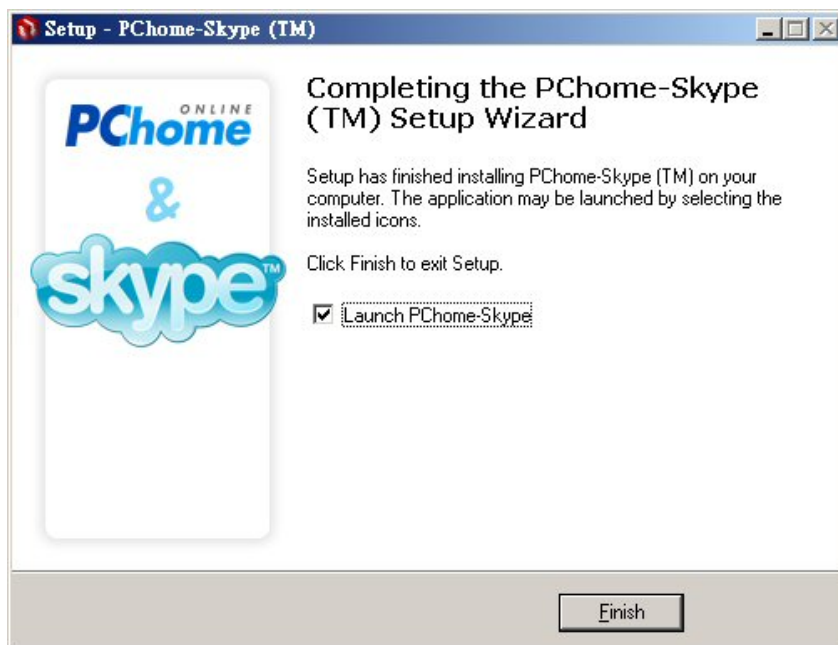 Setup - PChome-Skype (TM)
ONLINE
PChome
&
skype™
Completing the PChome-Skype
(TM) Setup Wizard
Setup has finished installing PChome-Skype (TM) on your
computer. The application may be launched by selecting the
installed icons.
Click Finish to exit Setup.
Launch PChome-Skype
Finish